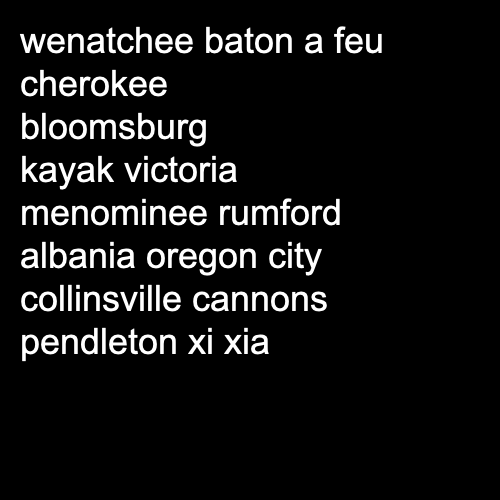 wenatchee baton a feu
cherokee
bloomsburg
kayak victoria
menominee rumford
albania oregon city
collinsville cannons
pendleton xi xia